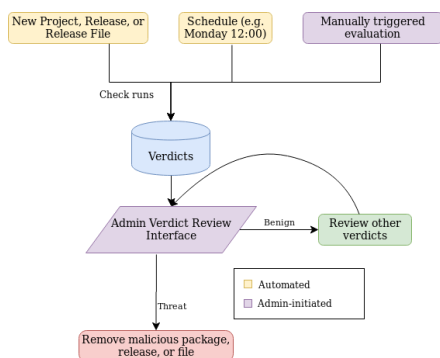 New Project, Release, or
Release File
Schedule (e.g.
Monday 12:00)
Manually triggered
evaluation
Check runs
Verdicts
Admin Verdict Review
Interface
Benign
Review other
verdicts
Threat
Automated
Admin-initiated
Remove malicious package,
release, or file